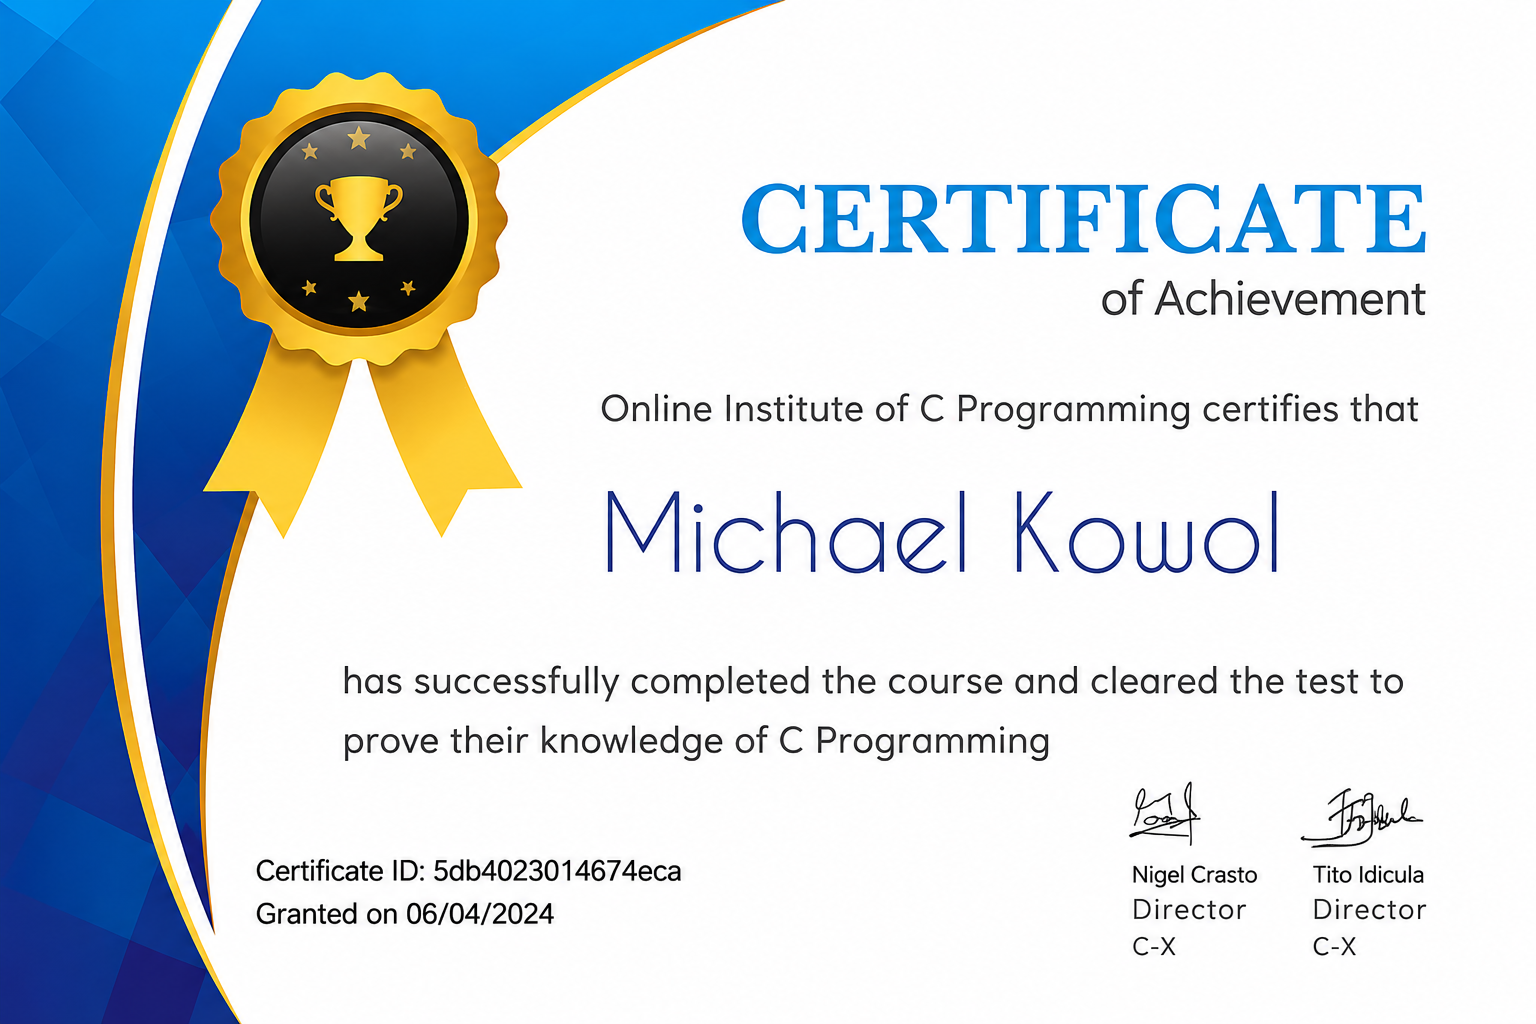 CERTIFICATE
of Achievement
Online Institute of C Programming certifies that
Michael Kowol
has successfully completed the course and cleared the test to
prove their knowledge of C Programming
Certificate ID: 5db4023014674eca
Granted on 06/04/2024
Nigel Crasto
Director
C-X
Tito Idicula
Director
C-X